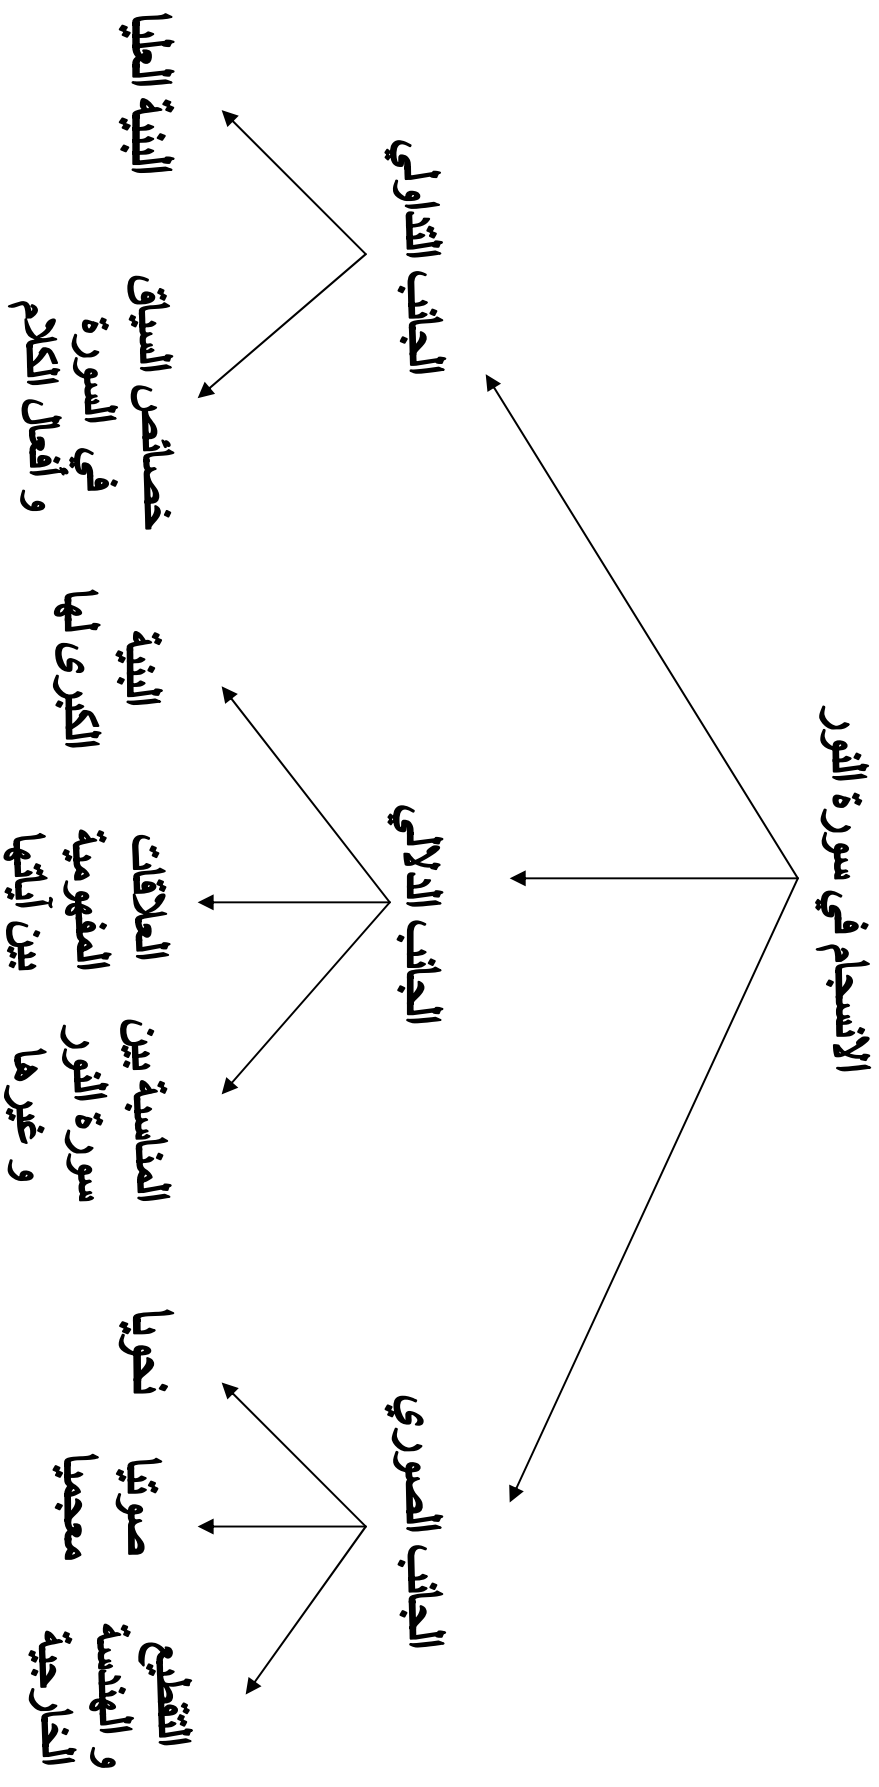 الانسجام في سورة النور
الجانب الصوري
الجانب الدلالي
الجانب التداولي
التقطيع
و الهندسة
الخارجية
صوتيا
معجميا
نحويا
المناسبة بين
سورة النور
و غيرها
العلاقات
المفهومية
بين آياتها
البنية
الكبرى لها
خصائص السياق
في السورة
و أفعال الكلام
البنية العليا